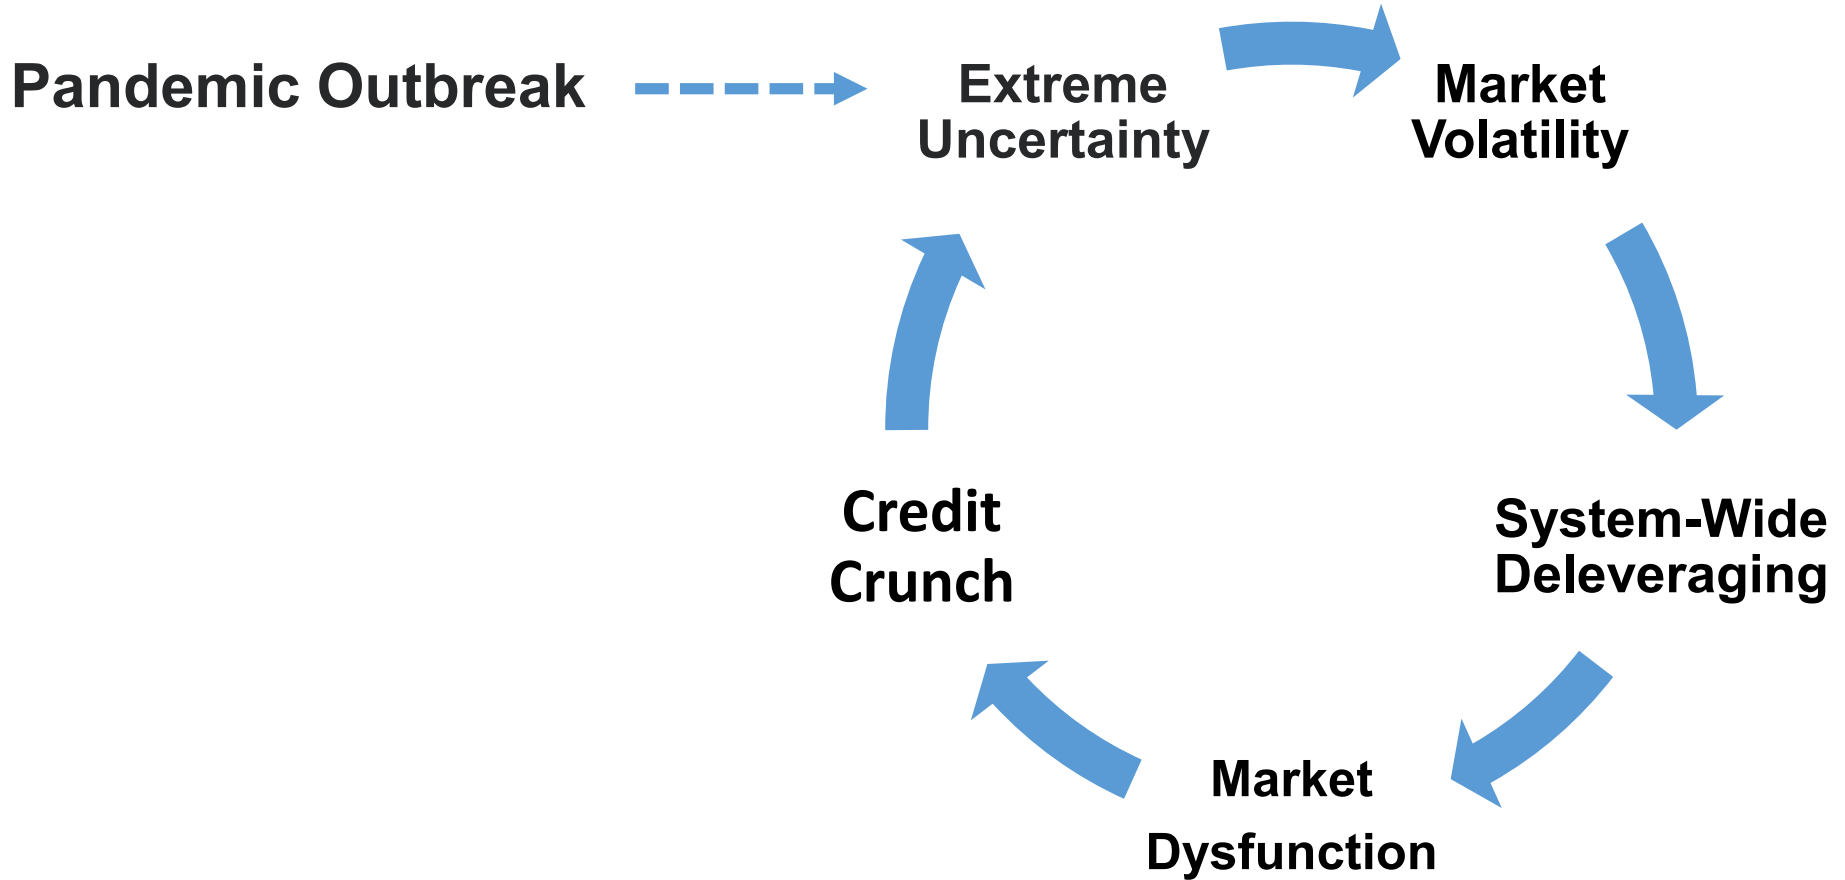 Pandemic Outbreak
Extreme
Uncertainty
Market
Volatility
System-Wide
Deleveraging
Market
Dysfunction
Credit
Crunch